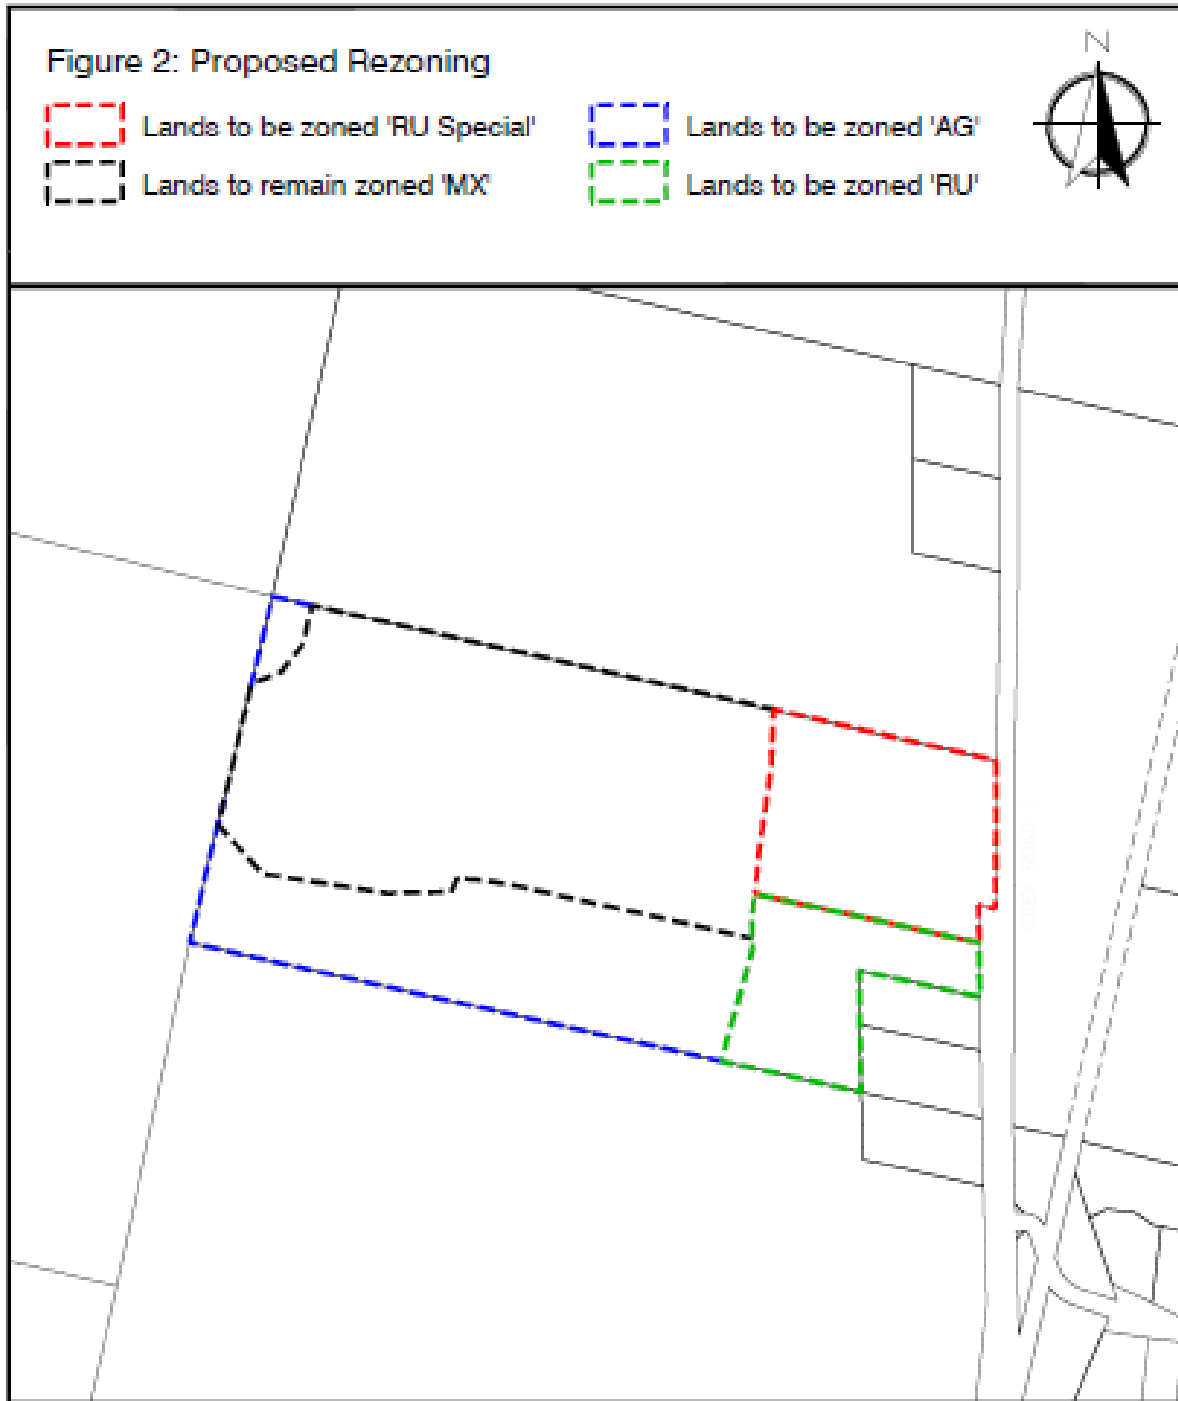 Figure 2: Proposed Rezoning
N
Lands to be zoned 'RU Special'
Lands to be zoned 'AG'
Lands to remain zoned 'MX'
Lands to be zoned 'RU'